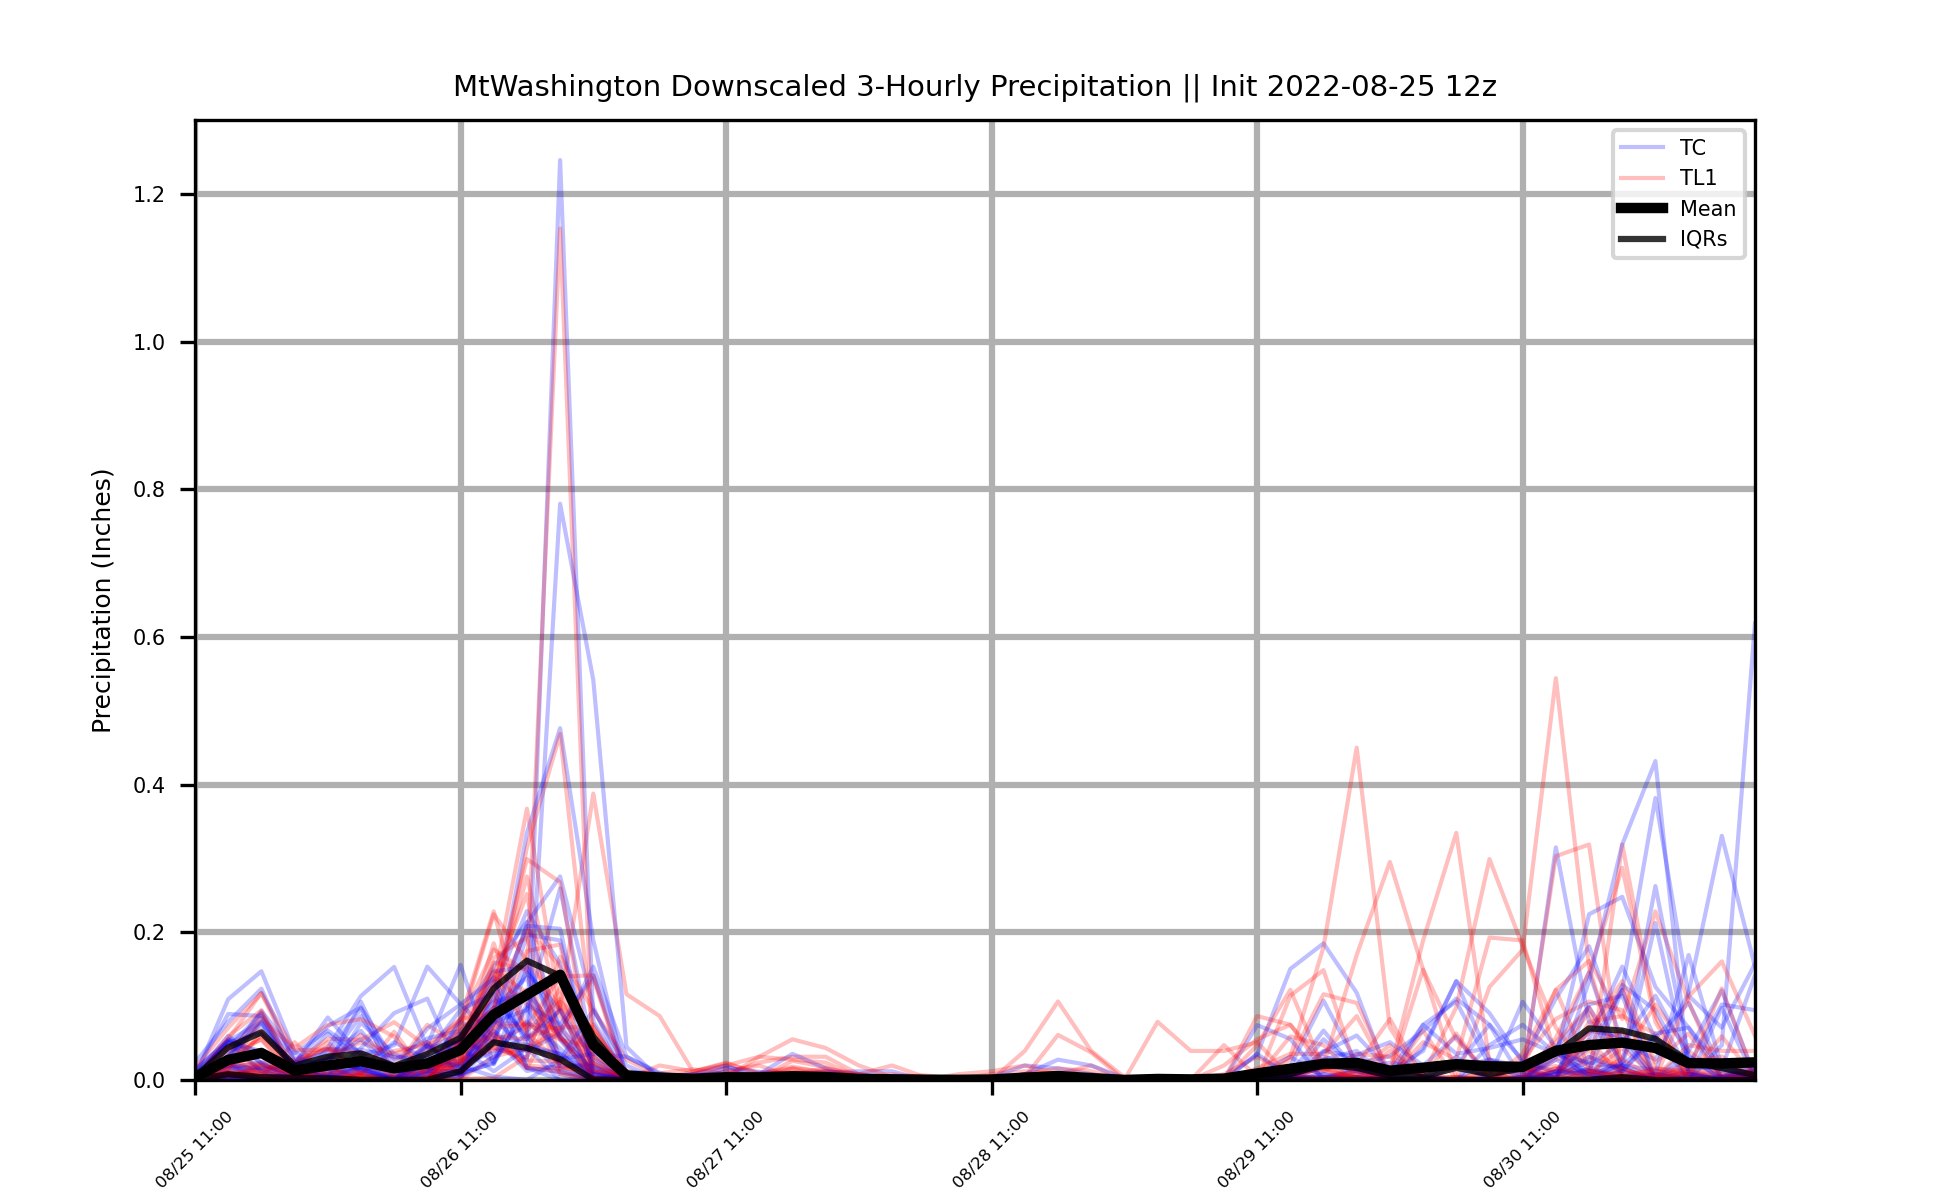 MtWashington Downscaled 3-Hourly Precipitation || Init 2022-08-25 12z
TC
TL1
Mean
IQRs
Precipitation (Inches)
1.2
1.0
0.8
0.6
0.4
0.2
0.0
08/25 11:00
08/26 11:00
08/27 11:00
08/28 11:00
08/29 11:00
08/30 11:00